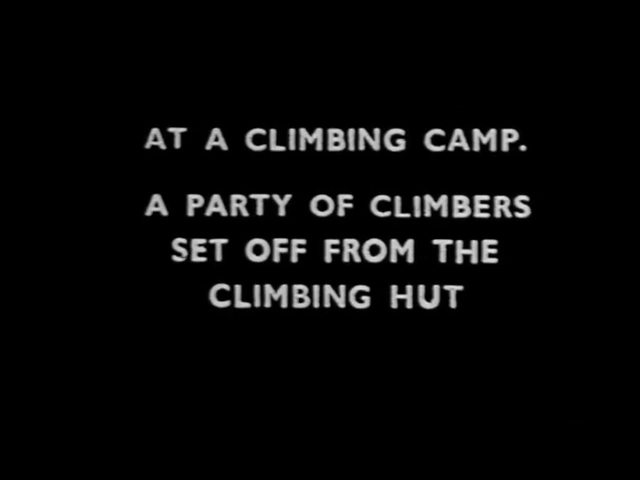 AT A CLIMBING CAMP.
A PARTY OF CLIMBERS
SET OFF FROM THE
CLIMBING HUT